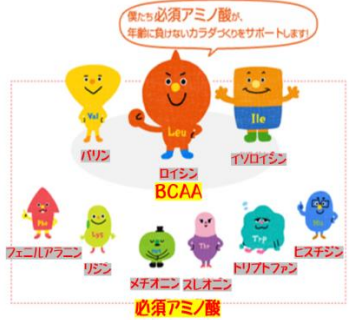 僕たち必須アミノ酸が、
年齢に負けないカラダづくりをサポートします!
Val
Leu
Ile
バリン
ロイシン
イソロイシン
BCAA
Phe
Lys
Met
Thr
Trp
His
フェニルアラニン
リジン
メチオニン
スレオニン
トリプトファン
ヒスチジン
必須アミノ酸